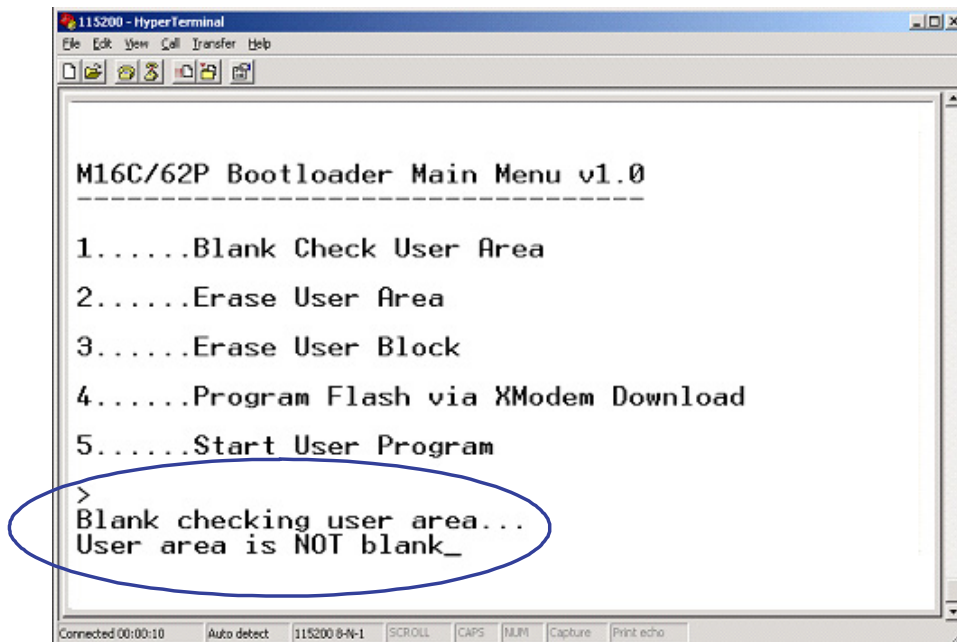 115200 - HyperTerminal
File Edit View Call Transfer Help
M16C/62P Bootloader Main Menu v1.0
----------------------------------
1......Blank Check User Area
2......Erase User Area
3......Erase User Block
4......Program Flash via XModem Download
5......Start User Program
>
Blank checking user area...
User area is NOT blank_
Connected 00:00:10 Auto detect 115200 8-N-1 SCROLL CAPS NUM Capture Print echo